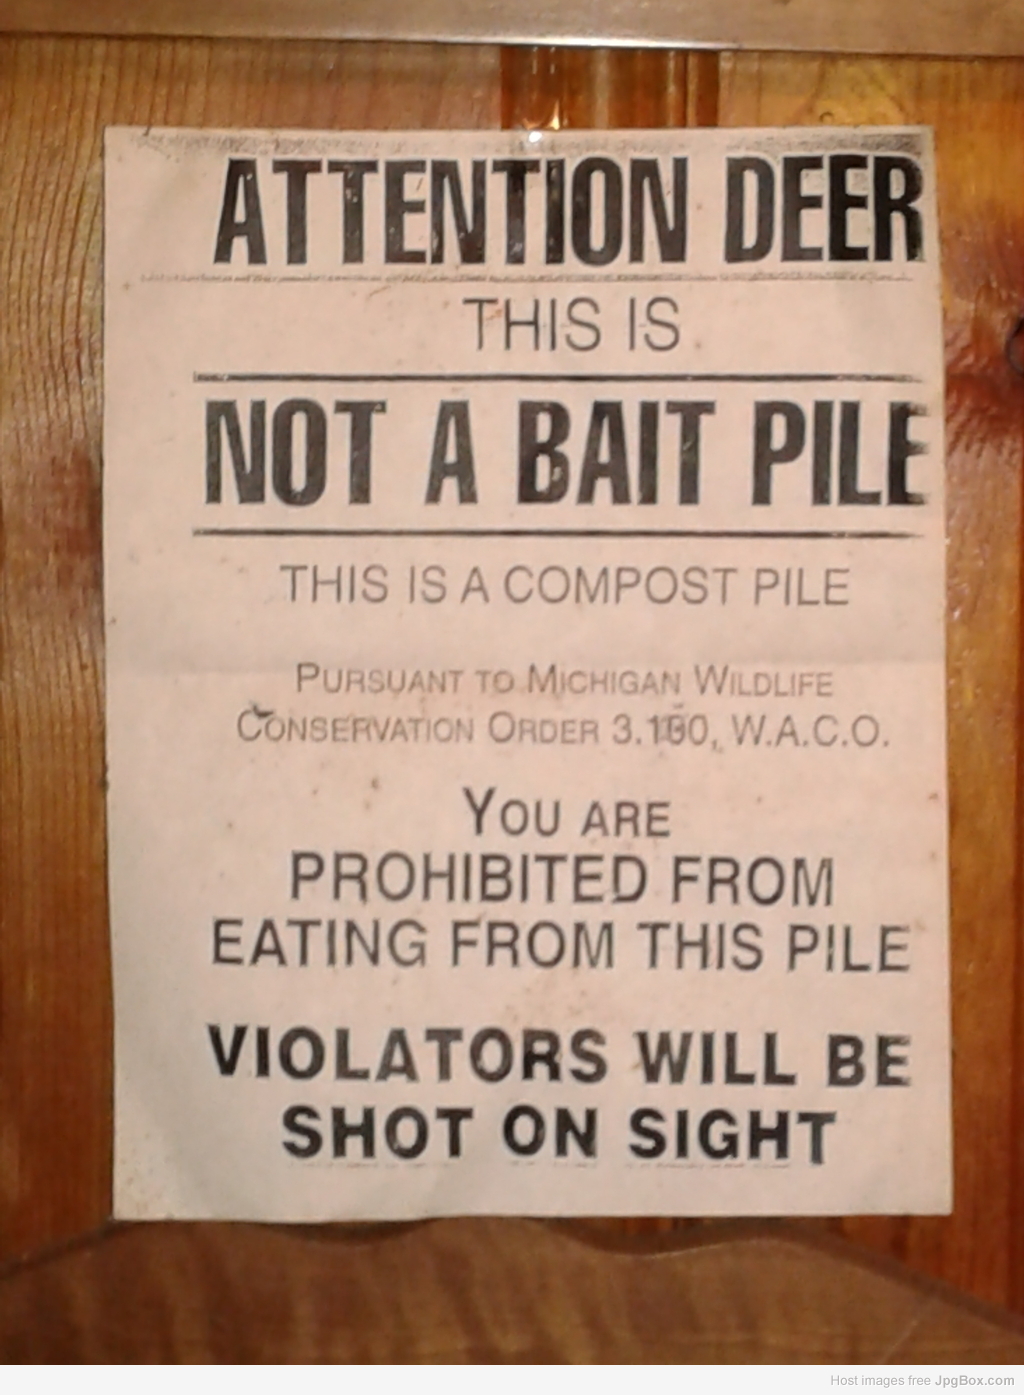 ATTENTION DEER
THIS IS
NOT A BAIT PILE
THIS IS A COMPOST PILE
PURSUANT TO MICHIGAN WILDLIFE
CONSERVATION ORDER 3.100, W.A.C.O.
YOU ARE
PROHIBITED FROM
EATING FROM THIS PILE
VIOLATORS WILL BE
SHOT ON SIGHT
Host images free JpgBox.com